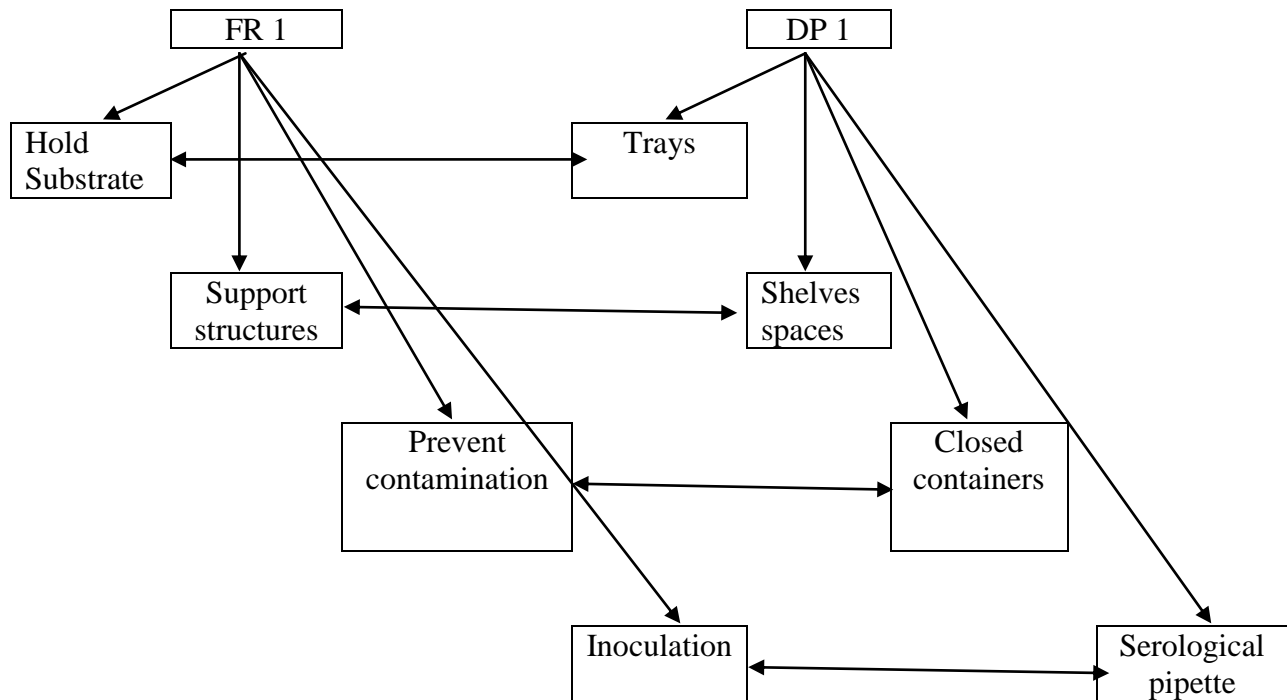 FR 1
DP 1
Hold
Substrate
Trays
Support
structures
Shelves
spaces
Prevent
contamination
Closed
containers
Inoculation
Serological
pipette